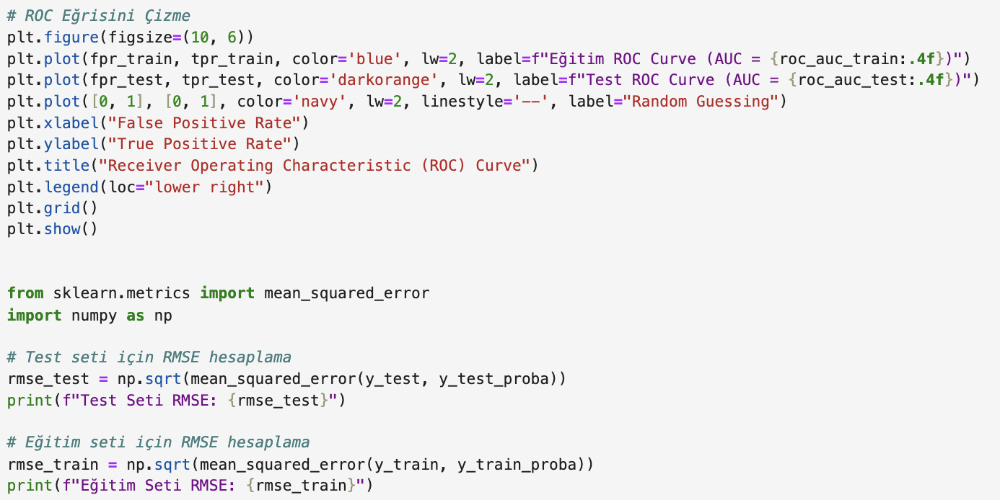 # ROC Eğrisini Çizme
plt.figure(figsize=(10, 6))
plt.plot(fpr_train, tpr_train, color='blue', lw=2, label=f"Eğitim ROC Curve (AUC = {roc_auc_train:.4f})")
plt.plot(fpr_test, tpr_test, color='darkorange', lw=2, label=f"Test ROC Curve (AUC = {roc_auc_test:.4f})")
plt.plot([0, 1], [0, 1], color='navy', lw=2, linestyle='--', label="Random Guessing")
plt.xlabel("False Positive Rate")
plt.ylabel("True Positive Rate")
plt.title("Receiver Operating Characteristic (ROC) Curve")
plt.legend(loc="lower right")
plt.grid()
plt.show()
from sklearn.metrics import mean_squared_error
import numpy as np
# Test seti için RMSE hesaplama
rmse_test = np.sqrt(mean_squared_error(y_test, y_test_proba))
print(f"Test Seti RMSE: {rmse_test}")
# Eğitim seti için RMSE hesaplama
rmse_train = np.sqrt(mean_squared_error(y_train, y_train_proba))
print(f"Eğitim Seti RMSE: {rmse_train}")